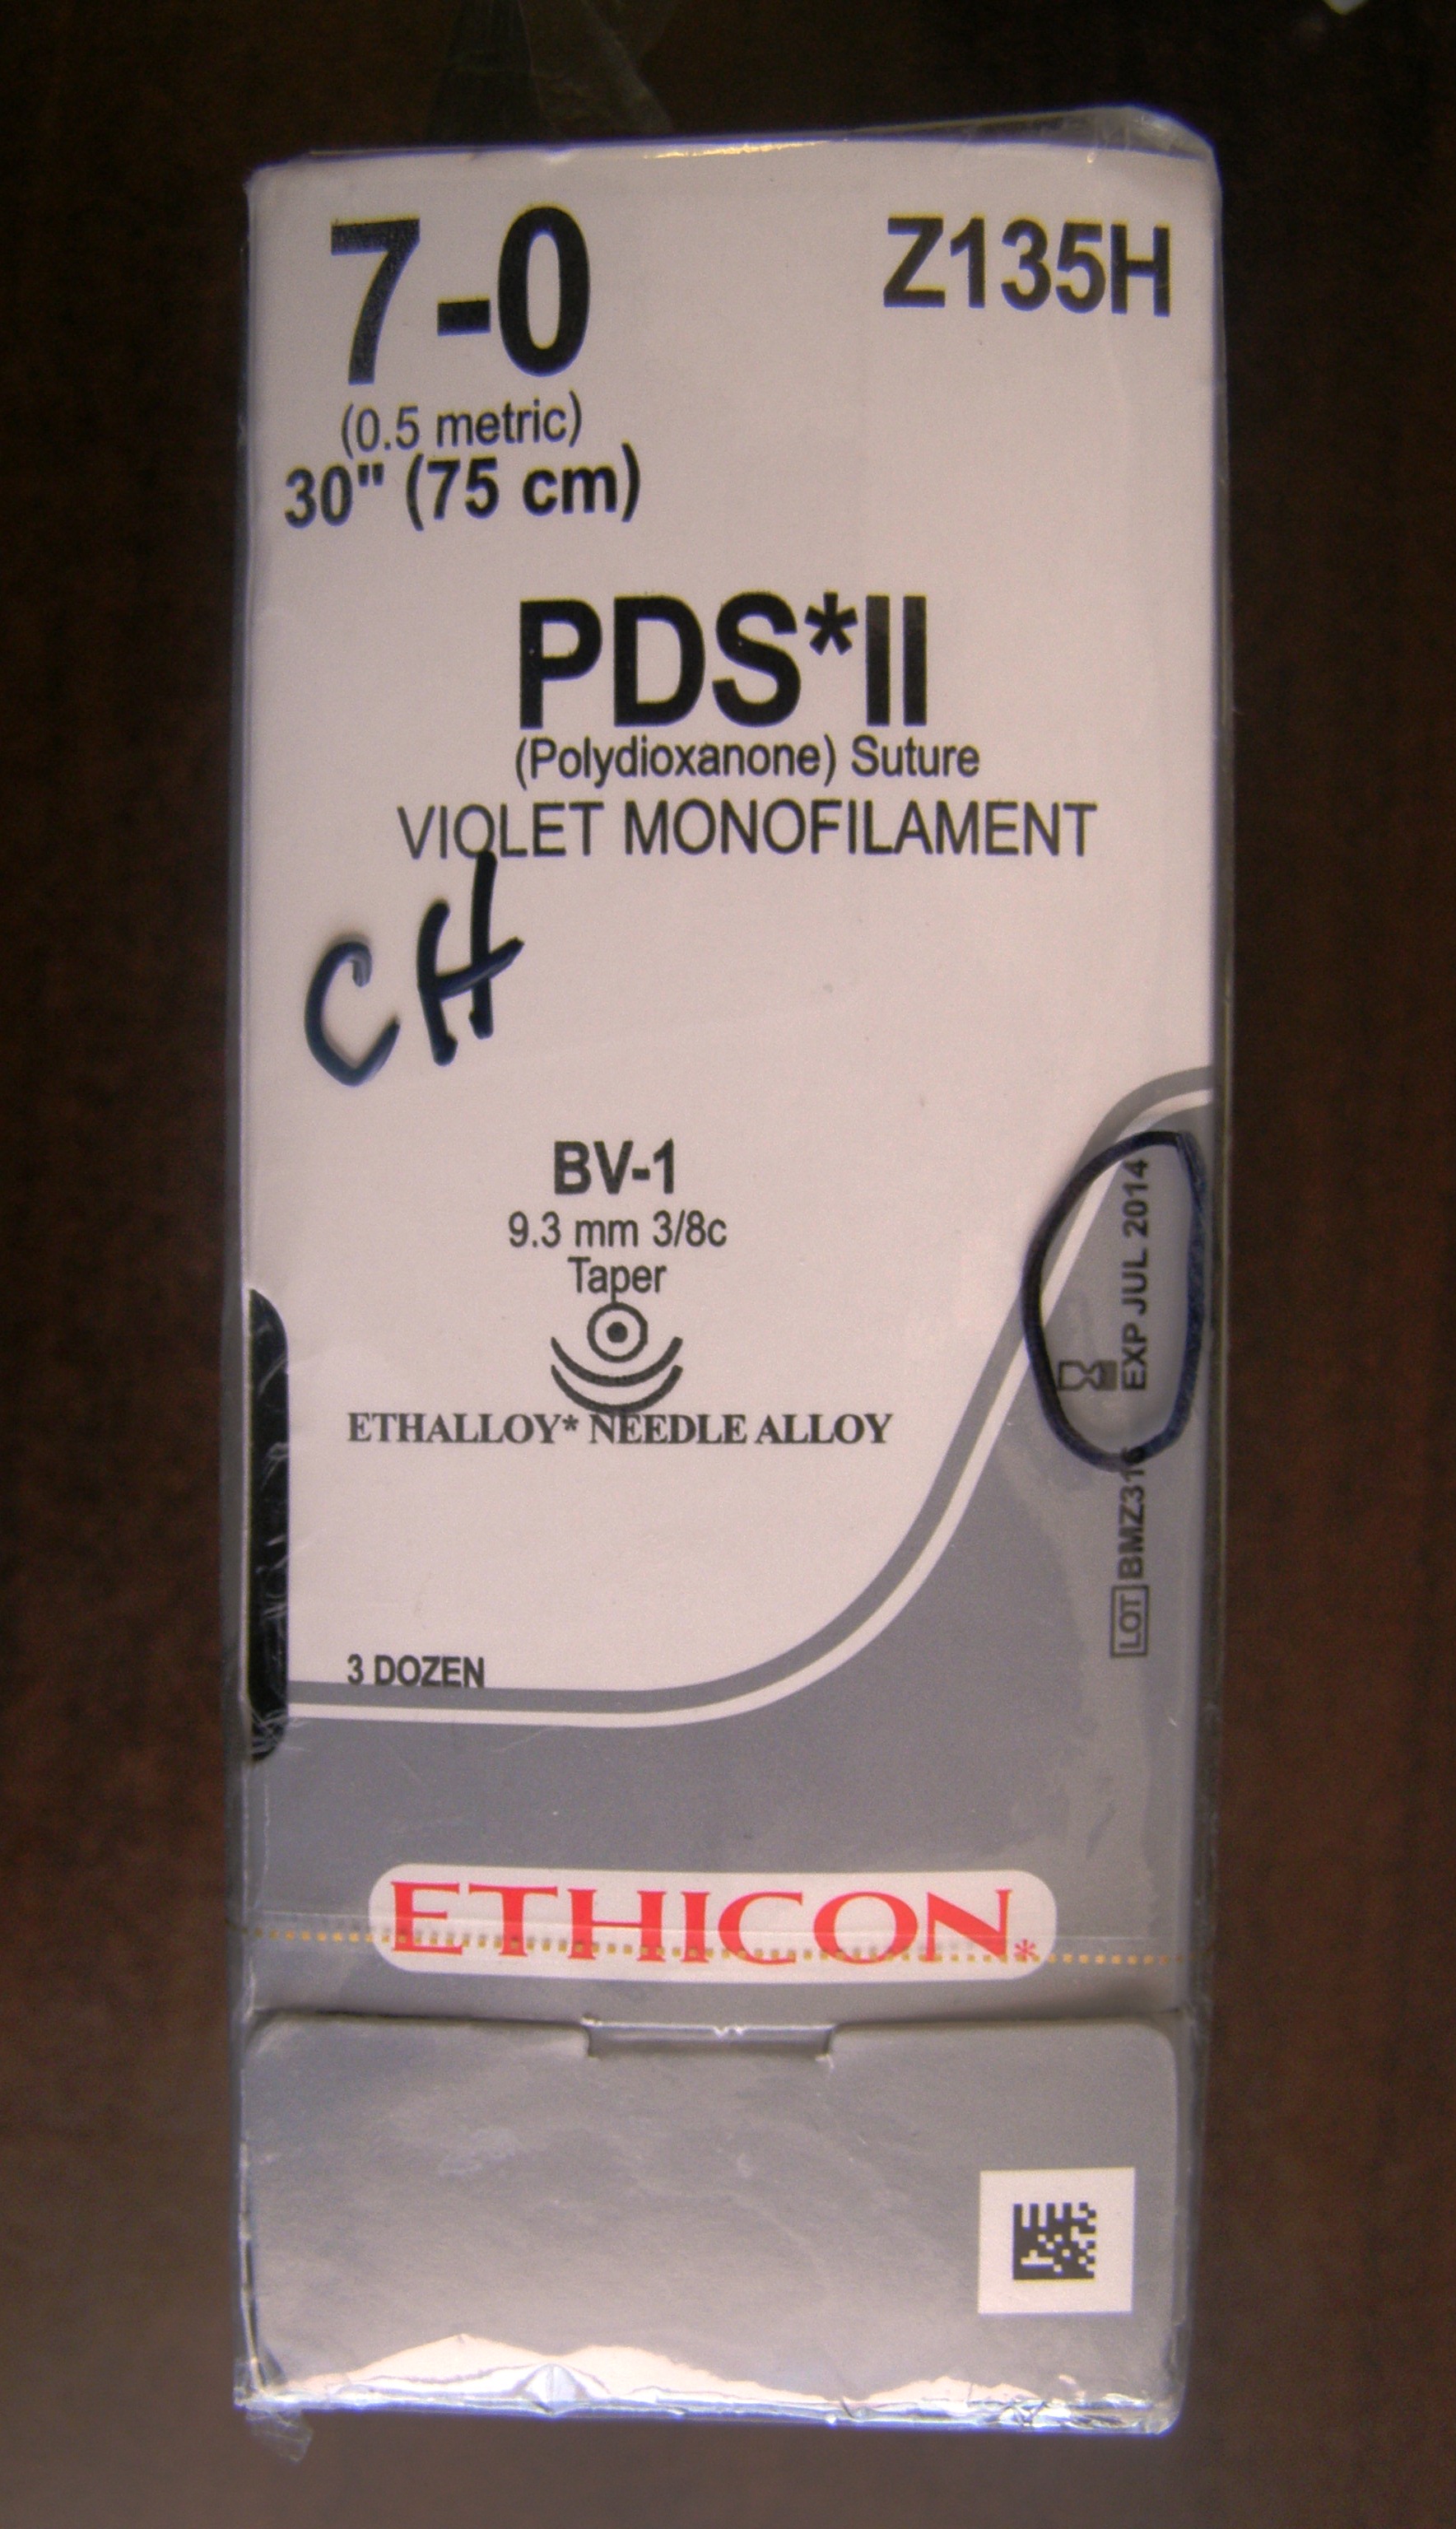 7-0
Z135H
(0.5 metric)
30" (75 cm)
PDS*II
(Polydioxanone) Suture
VIOLET MONOFILAMENT
CH
BV-1
9.3 mm 3/8c
Taper
ETHALLOY* NEEDLE ALLOY
EXP JUL 2014
LOT
3 DOZEN
ETHICON*